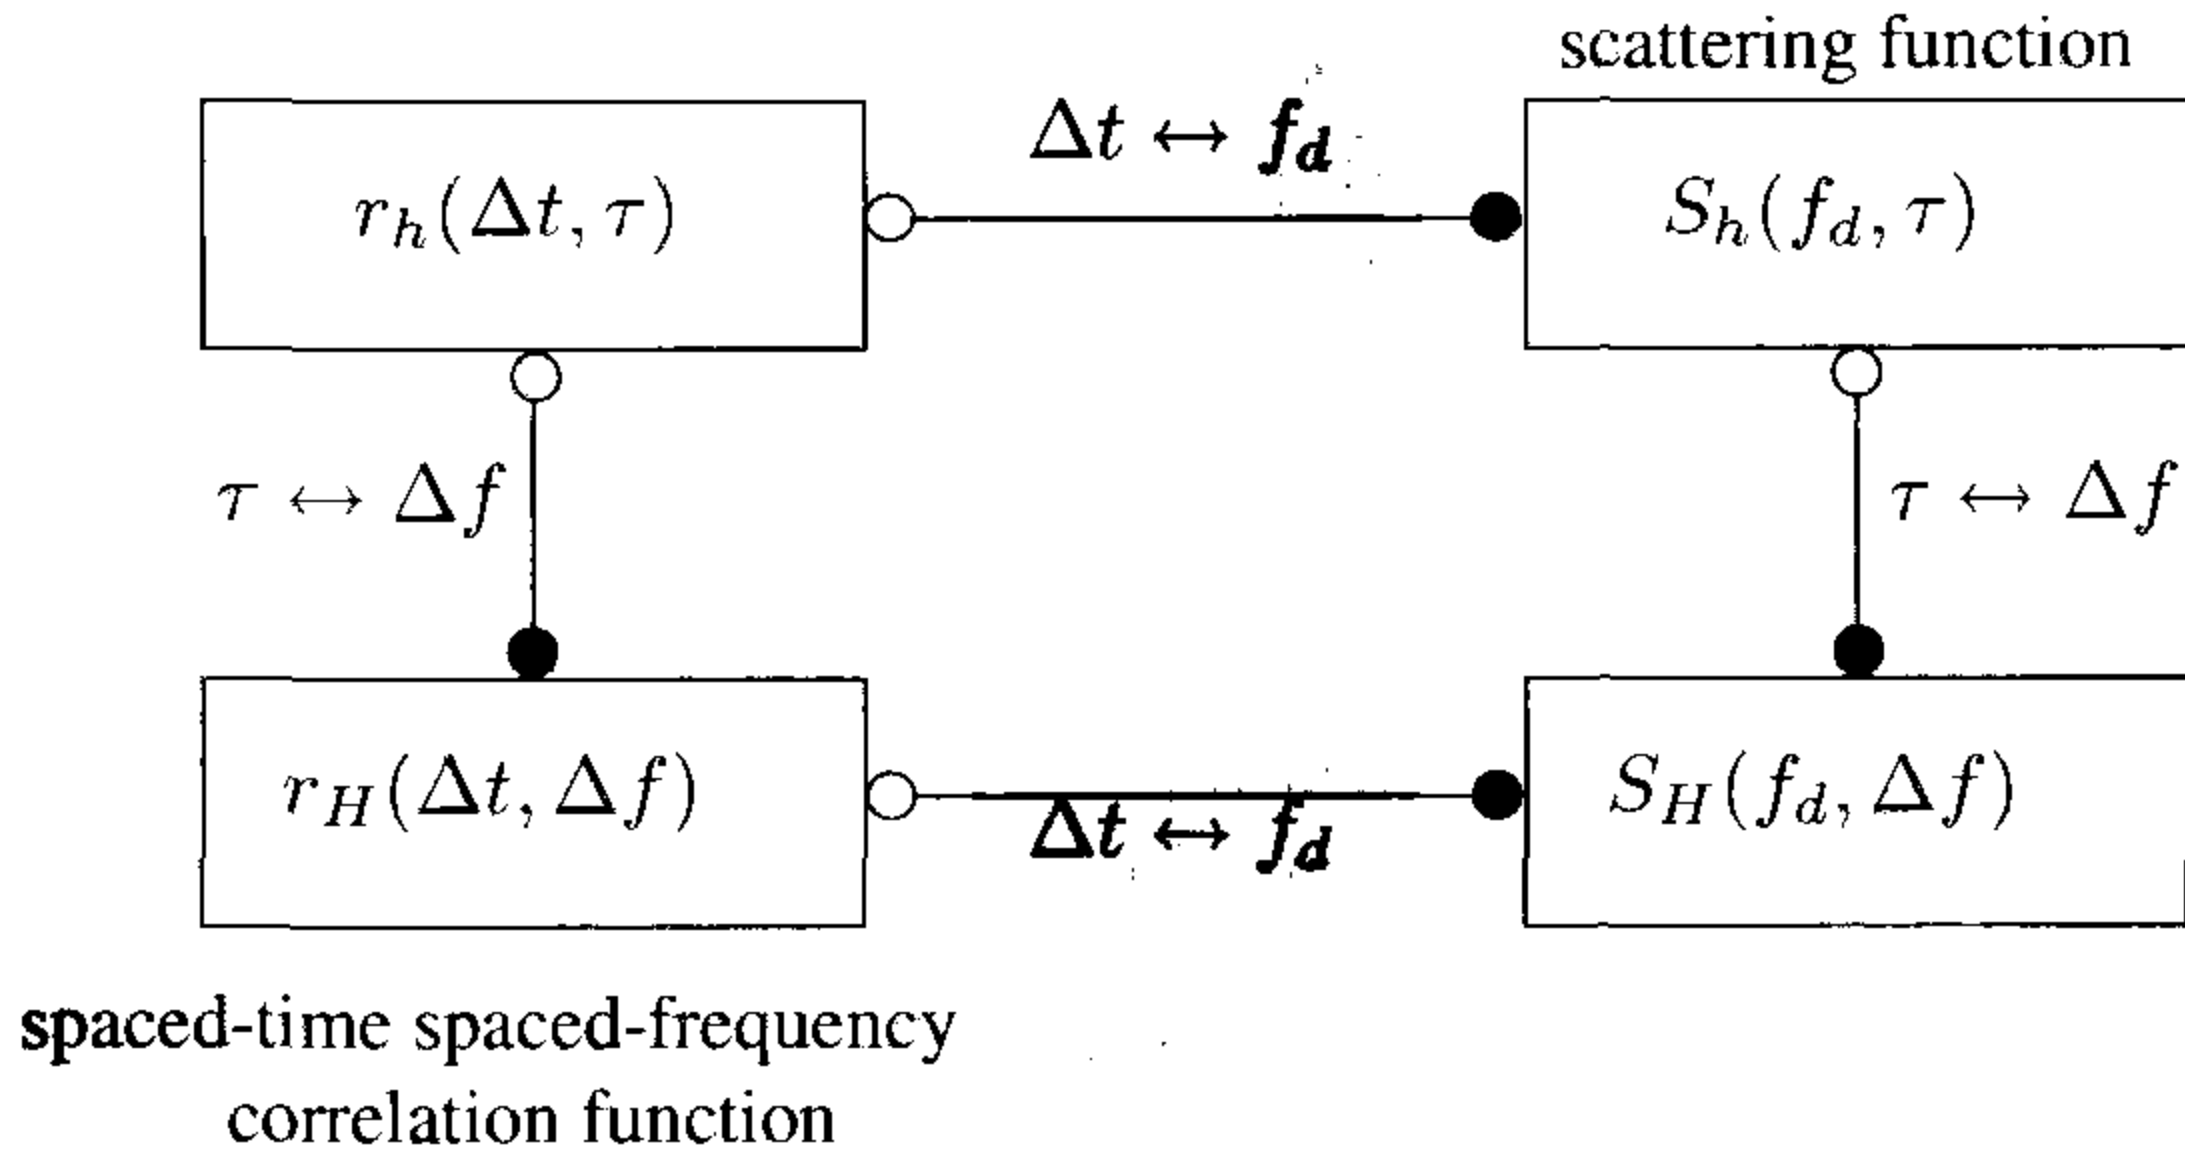 scattering function
Δt ↔ f_d
r_h(Δt, τ)
S_h(f_d, τ)
τ ↔ Δf
τ ↔ Δf
r_H(Δt, Δf)
S_H(f_d, Δf)
Δt ↔ f_d
spaced-time spaced-frequency
correlation function